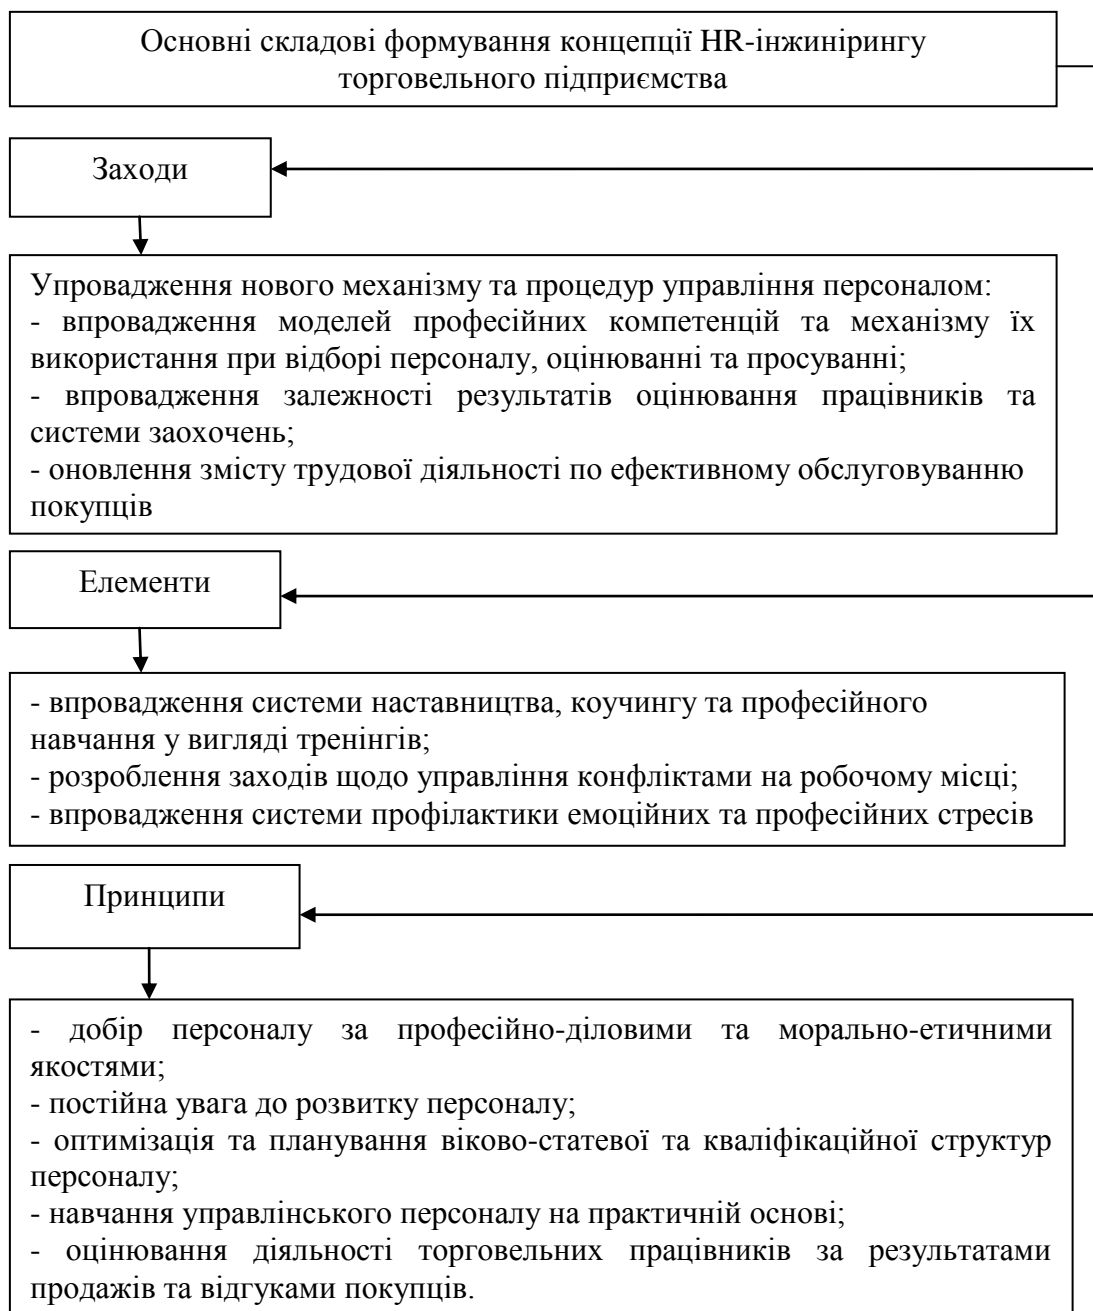 Основні складові формування концепції HR-інжинірингу
торговельного підприємства
Заходи
Упровадження нового механізму та процедур управління персоналом:
- впровадження моделей професійних компетенцій та механізму їх
використання при відборі персоналу, оцінюванні та просуванні;
- впровадження залежності результатів оцінювання працівників та
системи заохочень;
- оновлення змісту трудової діяльності по ефективному обслуговуванню
покупців
Елементи
- впровадження системи наставництва, коучингу та професійного
навчання у вигляді тренінгів;
- розроблення заходів щодо управління конфліктами на робочому місці;
- впровадження системи профілактики емоційних та професійних стресів
Принципи
- добір персоналу за професійно-діловими та морально-етичними
якостями;
- постійна увага до розвитку персоналу;
- оптимізація та планування віково-статевої та кваліфікаційної структур
персоналу;
- навчання управлінського персоналу на практичній основі;
- оцінювання діяльності торговельних працівників за результатами
продажів та відгуками покупців.